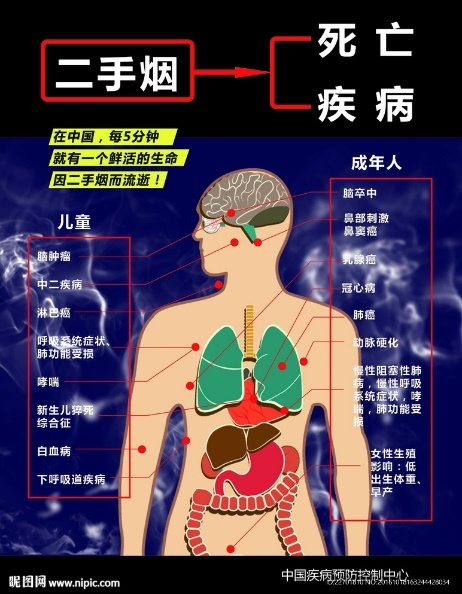 二手烟
死亡
疾病
在中国，每5分钟
就有一个鲜活的生命
因二手烟而流逝！
儿童
脑肿瘤
中二疾病
淋巴癌
呼吸系统症状、
肺功能受损
哮喘
新生儿猝死
综合征
白血病
下呼吸道疾病
成年人
脑卒中
鼻部刺激
鼻窦癌
乳腺癌
冠心病
肺癌
动脉硬化
慢性阻塞性肺
病，慢性呼吸
系统症状，哮
喘，肺功能受
损
女性生殖
影响：低
出生体重、
早产
中国疾病预防控制中心
昵图网 www.nipic.com